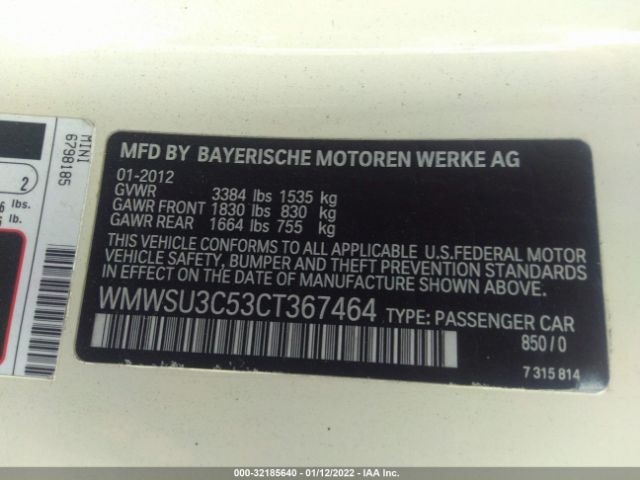 MINI
6798185
2
lbs.
lb.
MFD BY BAYERISCHE MOTOREN WERKE AG
01-2012
GVWR 3384 lbs 1535 kg
GAWR FRONT 1830 lbs 830 kg
GAWR REAR 1664 lbs 755 kg
THIS VEHICLE CONFORMS TO ALL APPLICABLE U.S.FEDERAL MOTOR
VEHICLE SAFETY, BUMPER AND THEFT PREVENTION STANDARDS
IN EFFECT ON THE DATE OF MANUFACTURE SHOWN ABOVE.
WMWSU3C53CT367464 TYPE: PASSENGER CAR
850/0
7 315 814
000-32185640 - 01/12/2022 - IAA Inc.